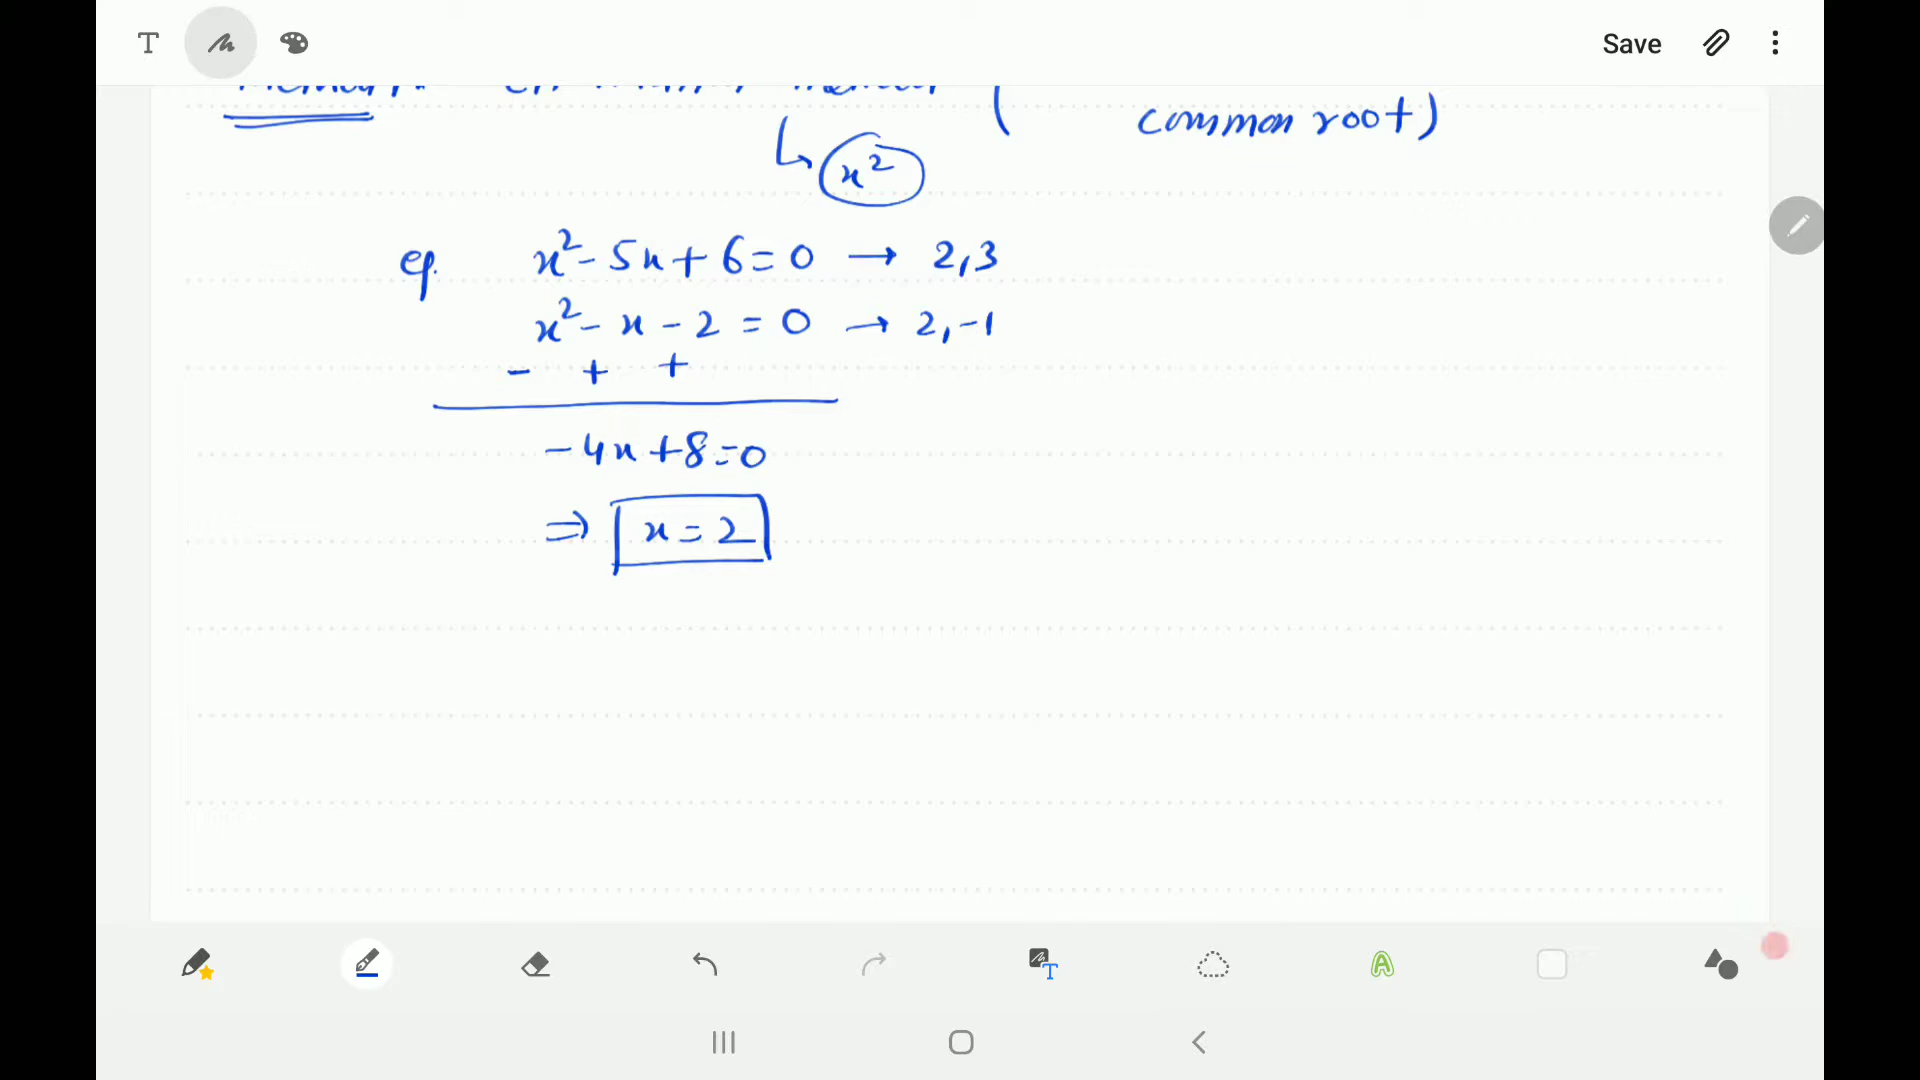 T Save
common root)
x²
eg. x² - 5x + 6 = 0 → 2,3
x² - x - 2 = 0 → 2,-1
- + +
-4x + 8 = 0
⇒ x = 2
T A